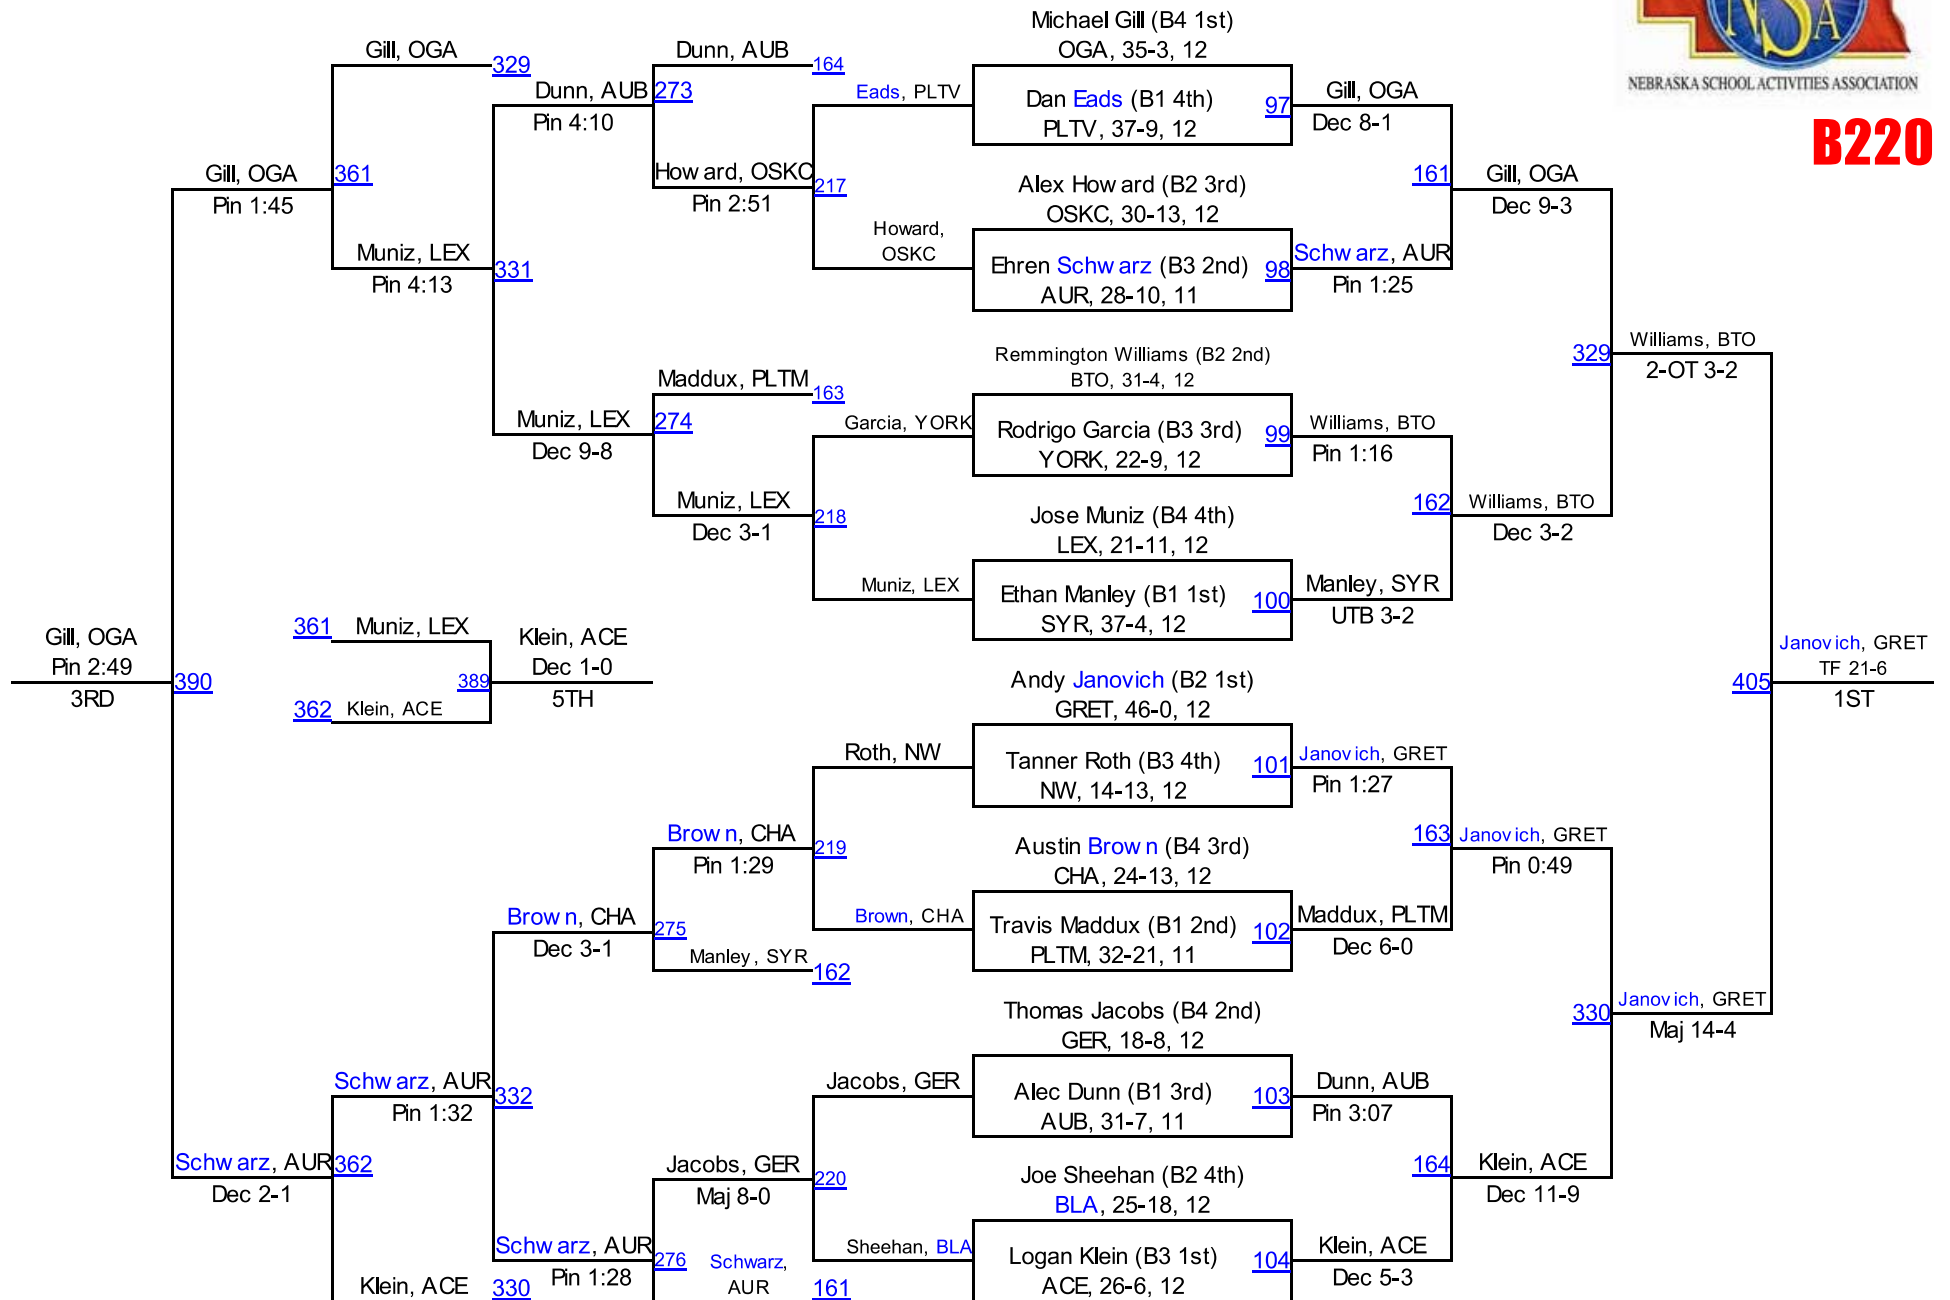 NSA
NEBRASKA SCHOOL ACTIVITIES ASSOCIATION
B220
Michael Gill (B4 1st)
OGA, 35-3, 12
Dan Eads (B1 4th)
PLTV, 37-9, 12
97
Alex Howard (B2 3rd)
OSKC, 30-13, 12
Ehren Schwarz (B3 2nd)
AUR, 28-10, 11
98
Remmington Williams (B2 2nd)
BTO, 31-4, 12
Rodrigo Garcia (B3 3rd)
YORK, 22-9, 12
99
Jose Muniz (B4 4th)
LEX, 21-11, 12
Ethan Manley (B1 1st)
SYR, 37-4, 12
100
Andy Janovich (B2 1st)
GRET, 46-0, 12
Tanner Roth (B3 4th)
NW, 14-13, 12
101
Austin Brown (B4 3rd)
CHA, 24-13, 12
Travis Maddux (B1 2nd)
PLTM, 32-21, 11
102
Thomas Jacobs (B4 2nd)
GER, 18-8, 12
Alec Dunn (B1 3rd)
AUB, 31-7, 11
103
Joe Sheehan (B2 4th)
BLA, 25-18, 12
Logan Klein (B3 1st)
ACE, 26-6, 12
104
Gill, OGA
Dec 8-1
161
Schwarz, AUR
Pin 1:25
Williams, BTO
Pin 1:16
162
Manley, SYR
UTB 3-2
Janovich, GRET
Pin 1:27
163
Maddux, PLTM
Dec 6-0
Dunn, AUB
Pin 3:07
164
Klein, ACE
Dec 5-3
Gill, OGA
Dec 9-3
329
Williams, BTO
Dec 3-2
Janovich, GRET
Pin 0:49
330
Klein, ACE
Dec 11-9
Williams, BTO
2-OT 3-2
405
Janovich, GRET
Maj 14-4
Janovich, GRET
TF 21-6
1ST
Eads, PLTV
217
Howard,
OSKC
Garcia, YORK
218
Muniz, LEX
Roth, NW
219
Brown, CHA
Jacobs, GER
220
Sheehan, BLA
Dunn, AUB
164
273
Howard, OSKC
Pin 2:51
Maddux, PLTM
163
274
Muniz, LEX
Dec 3-1
Brown, CHA
Pin 1:29
275
Manley, SYR
162
Jacobs, GER
Maj 8-0
276
Schwarz,
AUR
161
Dunn, AUB
Pin 4:10
331
Muniz, LEX
Dec 9-8
Brown, CHA
Dec 3-1
332
Schwarz, AUR
Pin 1:28
Gill, OGA
329
361
Muniz, LEX
Pin 4:13
Schwarz, AUR
Pin 1:32
362
Klein, ACE
330
Gill, OGA
Pin 1:45
390
Schwarz, AUR
Dec 2-1
Gill, OGA
Pin 2:49
3RD
361
Muniz, LEX
389
362
Klein, ACE
Klein, ACE
Dec 1-0
5TH